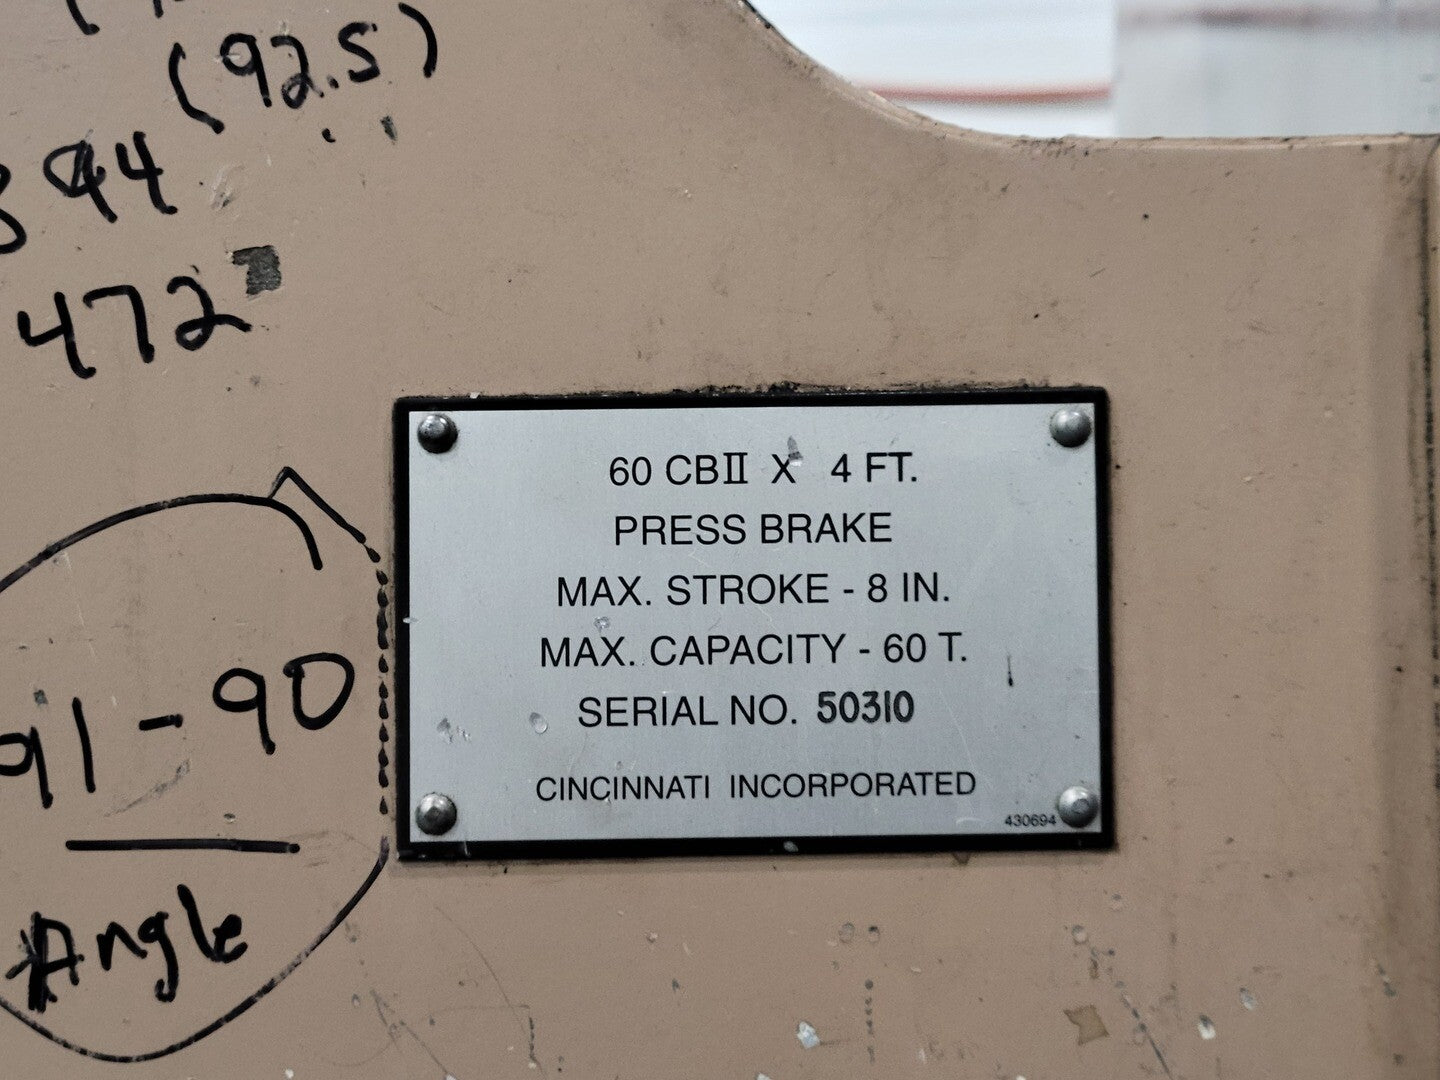 (92.5)
472
60 CBII X 4 FT.
PRESS BRAKE
MAX. STROKE - 8 IN.
MAX. CAPACITY - 60 T.
SERIAL NO. 50310
CINCINNATI INCORPORATED
430694
91-90
Angle